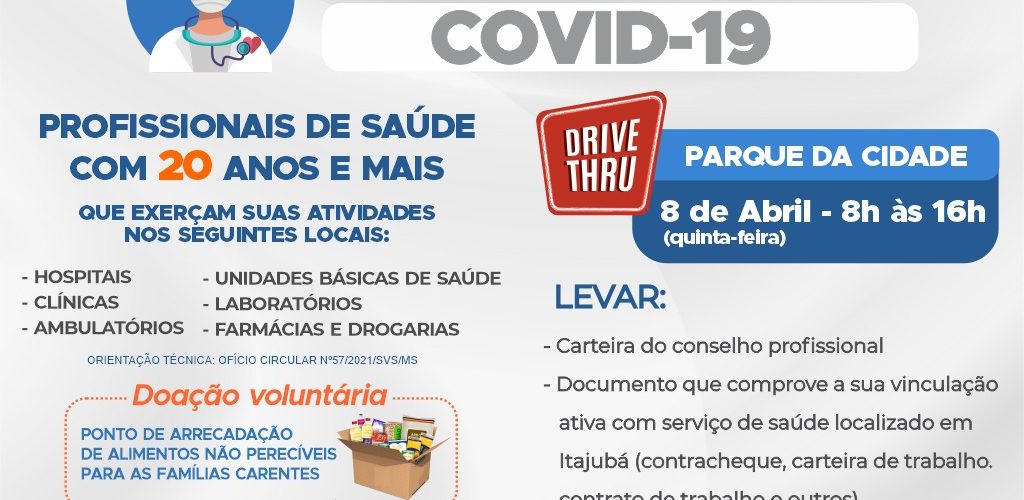 COVID-19
PROFISSIONAIS DE SAÚDE
COM 20 ANOS E MAIS
QUE EXERÇAM SUAS ATIVIDADES
NOS SEGUINTES LOCAIS:
- HOSPITAIS
- CLÍNICAS
- AMBULATÓRIOS
- UNIDADES BÁSICAS DE SAÚDE
- LABORATÓRIOS
- FARMÁCIAS E DROGARIAS
ORIENTAÇÃO TÉCNICA: OFÍCIO CIRCULAR Nº57/2021/SVS/MS
Doação voluntária
PONTO DE ARRECADAÇÃO
DE ALIMENTOS NÃO PERECÍVEIS
PARA AS FAMÍLIAS CARENTES
DRIVE
THRU
PARQUE DA CIDADE
8 de Abril - 8h às 16h
(quinta-feira)
LEVAR:
- Carteira do conselho profissional
- Documento que comprove a sua vinculação
ativa com serviço de saúde localizado em
Itajubá (contracheque, carteira de trabalho.
contrato de trabalho e outros)